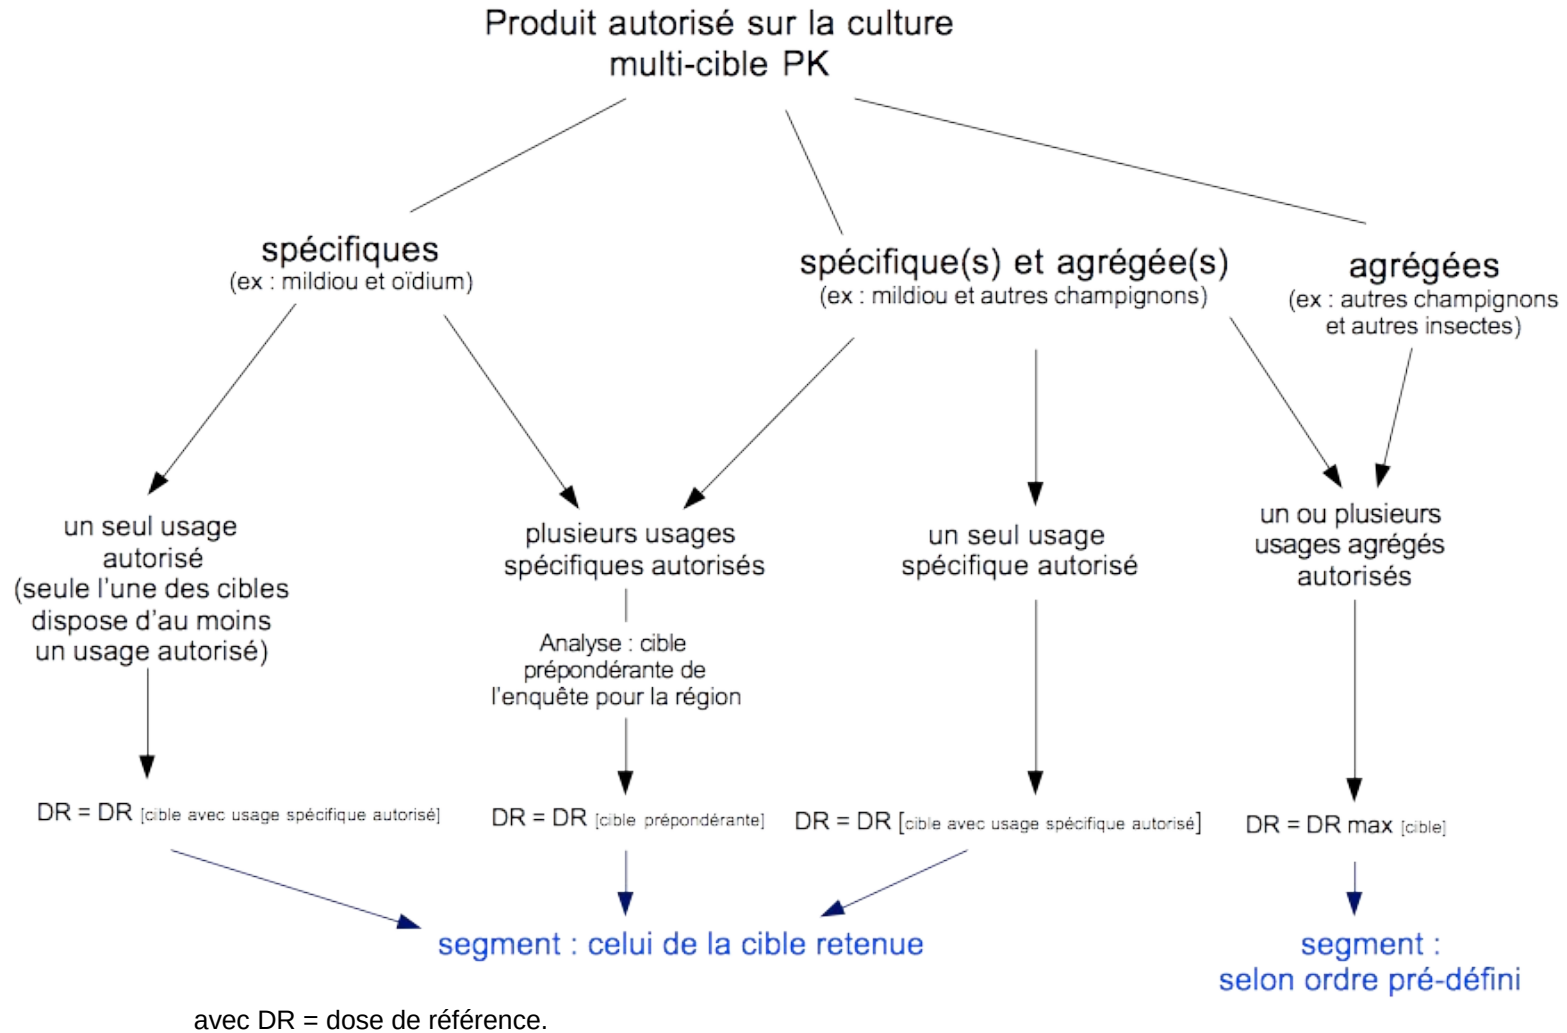 Produit autorisé sur la culture
multi-cible PK
spécifiques
(ex : mildiou et oïdium)
spécifique(s) et agrégée(s)
(ex : mildiou et autres champignons)
agrégées
(ex : autres champignons
et autres insectes)
un seul usage
autorisé
(seule l'une des cibles
dispose d'au moins
un usage autorisé)
plusieurs usages
spécifiques autorisés
un seul usage
spécifique autorisé
un ou plusieurs
usages agrégés
autorisés
Analyse : cible
prépondérante de
l'enquête pour la région
DR = DR [cible avec usage spécifique autorisé]
DR = DR [cible prépondérante]
DR = DR [cible avec usage spécifique autorisé]
DR = DR max [cible]
segment : celui de la cible retenue
segment :
selon ordre pré-défini
avec DR = dose de référence.